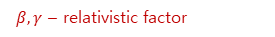 β, γ – relativistic factor